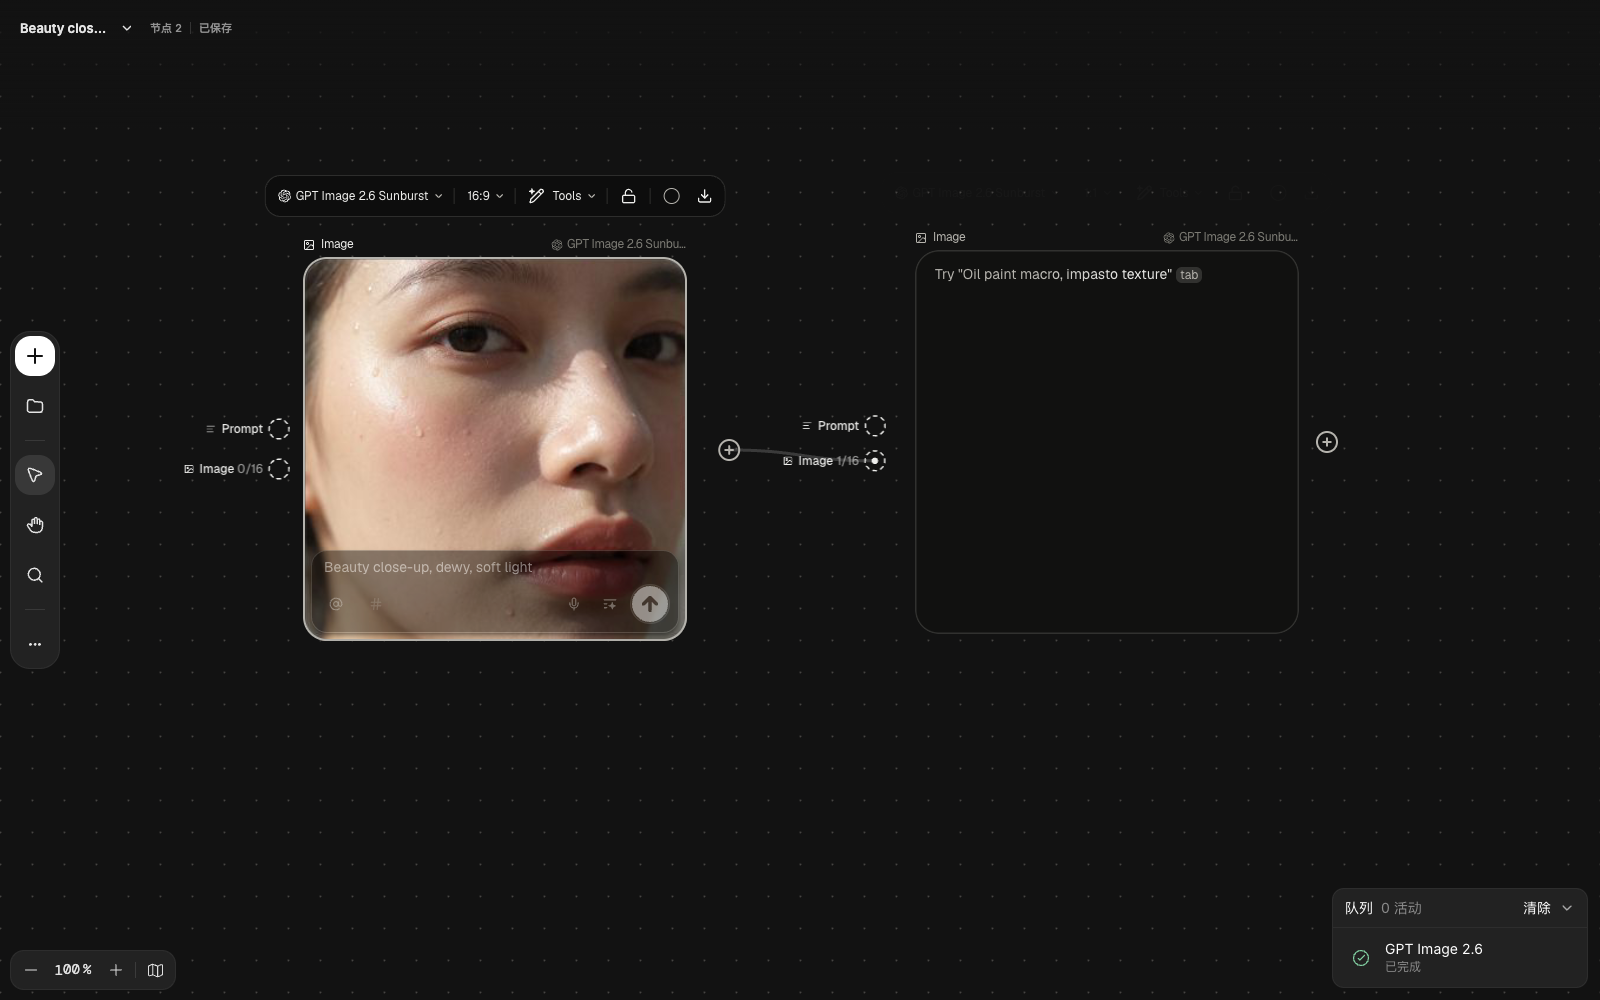 Beauty clos...
节点 2
已保存
GPT Image 2.6 Sunburst
16:9
Tools
Image
GPT Image 2.6 Sunbu...
Image
GPT Image 2.6 Sunbu...
Try "Oil paint macro, impasto texture" tab
Prompt
Image 0/16
Prompt
Image 1/16
Beauty close-up, dewy, soft light
@ #
100 %
队列 0 活动
清除
GPT Image 2.6
已完成